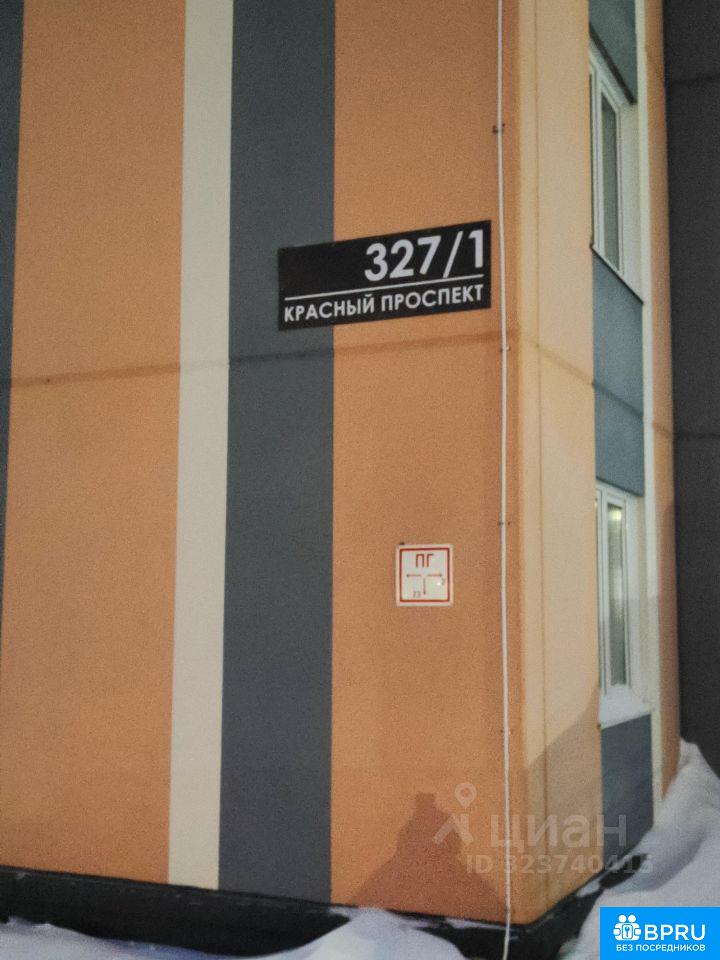 327/1
КРАСНЫЙ ПРОСПЕКТ
ПГ
циан
BPRU
БЕЗ ПОСРЕДНИКОВ